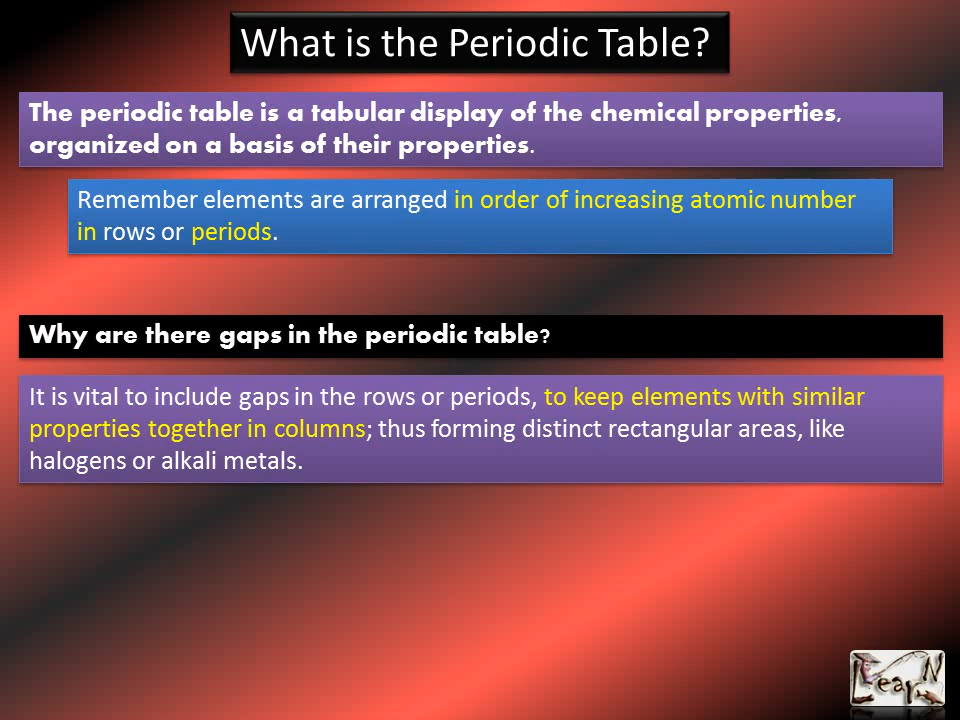 What is the Periodic Table?
The periodic table is a tabular display of the chemical properties,
organized on a basis of their properties.
Remember elements are arranged in order of increasing atomic number
in rows or periods.
Why are there gaps in the periodic table?
It is vital to include gaps in the rows or periods, to keep elements with similar
properties together in columns; thus forming distinct rectangular areas, like
halogens or alkali metals.
LearN